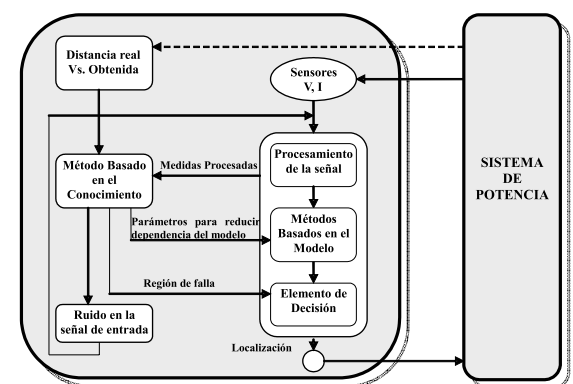 Distancia real
Vs. Obtenida
Sensores
V, I
Método Basado
en el
Conocimiento
Medidas Procesadas
Procesamiento
de la señal
SISTEMA
DE
POTENCIA
Parámetros para reducir
dependencia del modelo
Métodos
Basados en el
Modelo
Región de falla
Elemento de
Decisión
Ruido en la
señal de entrada
Localización